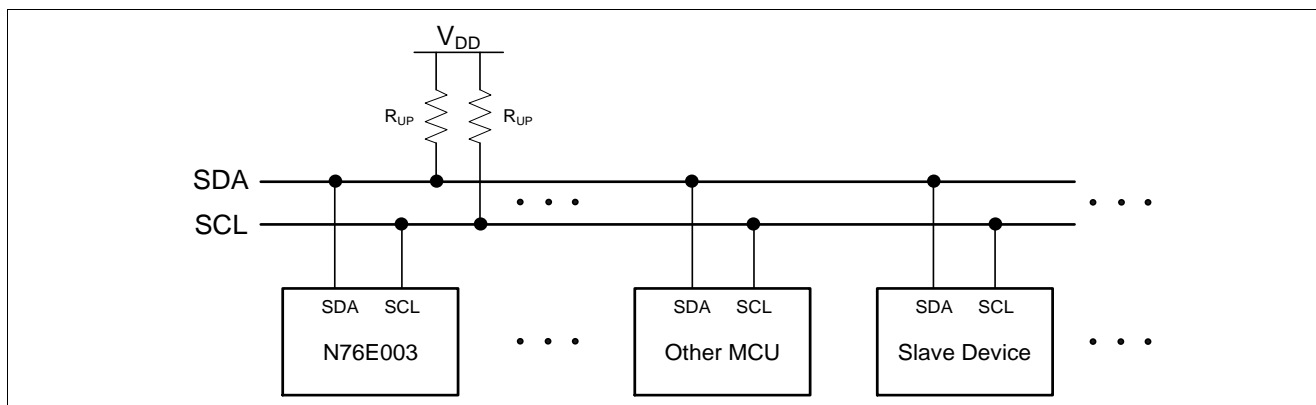 VDD
RUP RUP
SDA
SCL
SDA SCL SDA SCL SDA SCL
N76E003 Other MCU Slave Device